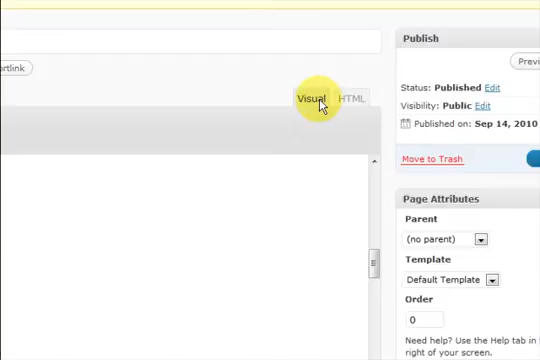 Publish
rtlink
Previ
Visual HTML
Status: Published Edit
Visibility: Public Edit
Published on: Sep 14, 2010
Move to Trash
Page Attributes
Parent
(no parent)
Template
Default Template
Order
0
Need help? Use the Help tab in
right of your screen.